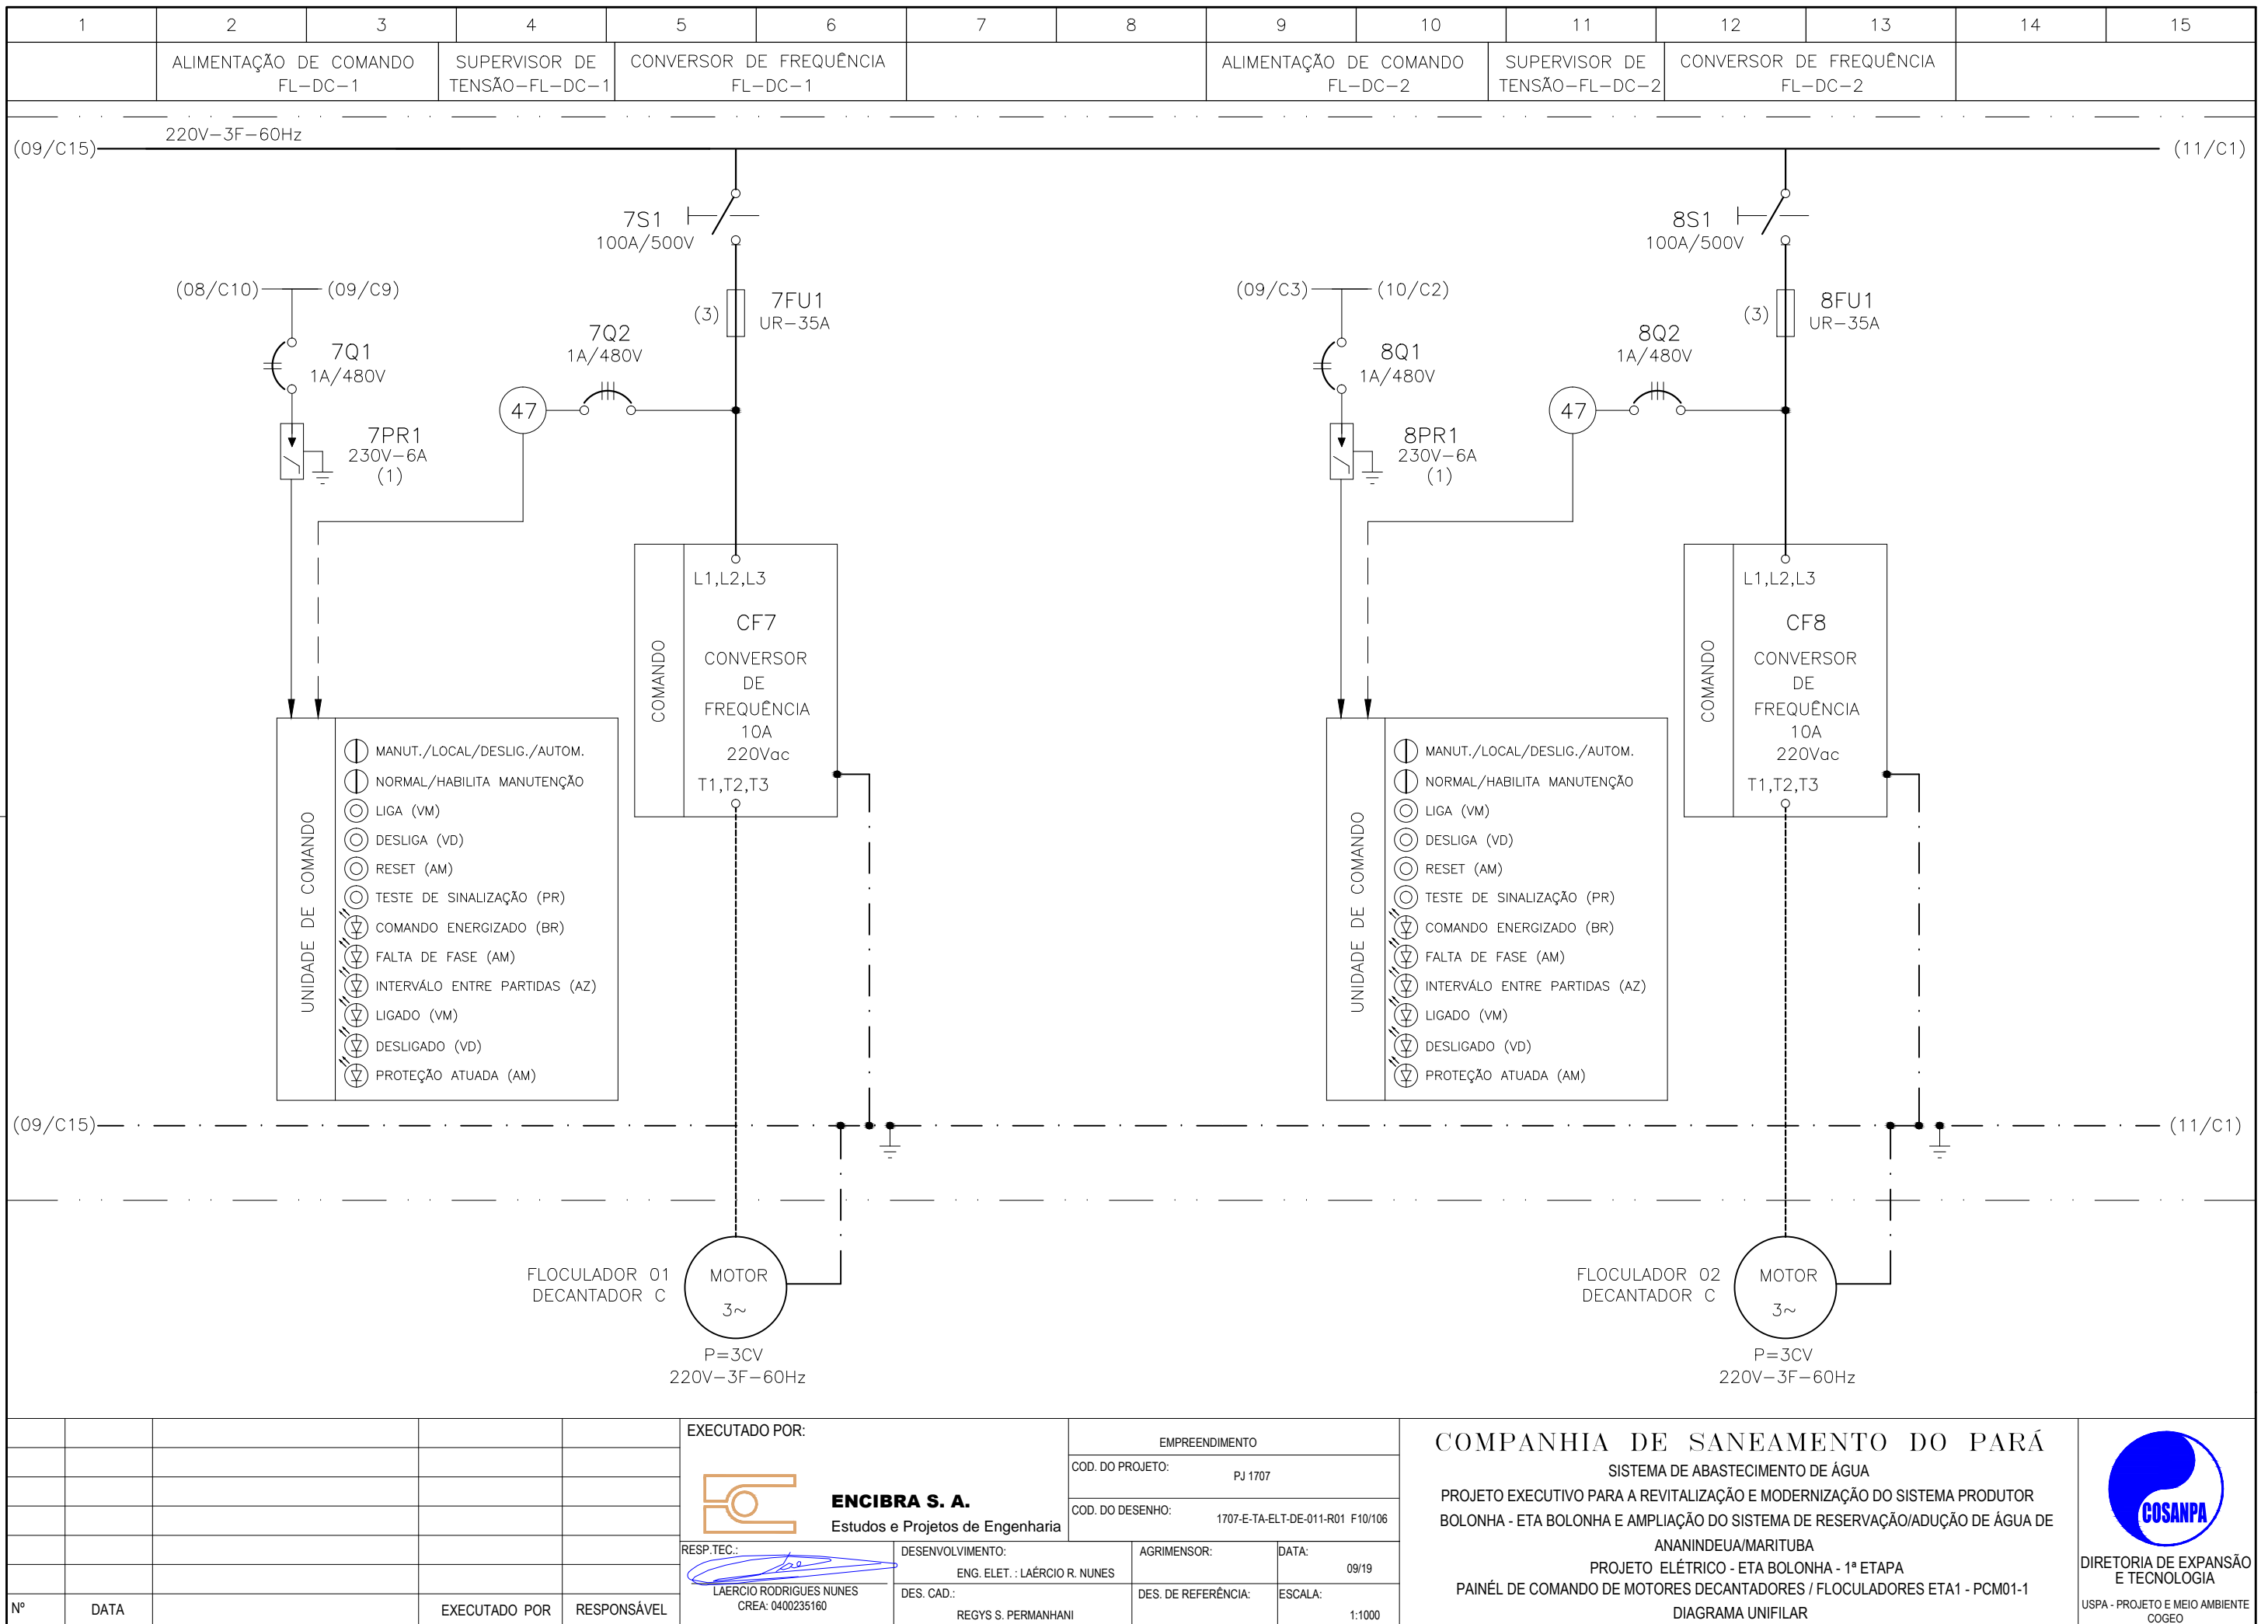 1 2 3 4 5 6 7 8 9 10 11 12 13 14 15
ALIMENTAÇÃO DE COMANDO
FL-DC-1
SUPERVISOR DE
TENSÃO-FL-DC-1
CONVERSOR DE FREQUÊNCIA
FL-DC-1
ALIMENTAÇÃO DE COMANDO
FL-DC-2
SUPERVISOR DE
TENSÃO-FL-DC-2
CONVERSOR DE FREQUÊNCIA
FL-DC-2
220V-3F-60Hz
(09/C15)
(11/C1)
7S1
100A/500V
(08/C10)
(09/C9)
(3)
7FU1
UR-35A
7Q2
1A/480V
7Q1
1A/480V
47
7PR1
230V-6A
(1)
L1,L2,L3
CF7
CONVERSOR
DE
FREQUÊNCIA
10A
220Vac
T1,T2,T3
COMANDO
UNIDADE DE COMANDO
MANUT./LOCAL/DESLIG./AUTOM.
NORMAL/HABILITA MANUTENÇÃO
LIGA (VM)
DESLIGA (VD)
RESET (AM)
TESTE DE SINALIZAÇÃO (PR)
COMANDO ENERGIZADO (BR)
FALTA DE FASE (AM)
INTERVÁLO ENTRE PARTIDAS (AZ)
LIGADO (VM)
DESLIGADO (VD)
PROTEÇÃO ATUADA (AM)
8S1
100A/500V
(09/C3)
(10/C2)
(3)
8FU1
UR-35A
8Q2
1A/480V
8Q1
1A/480V
47
8PR1
230V-6A
(1)
L1,L2,L3
CF8
CONVERSOR
DE
FREQUÊNCIA
10A
220Vac
T1,T2,T3
COMANDO
UNIDADE DE COMANDO
MANUT./LOCAL/DESLIG./AUTOM.
NORMAL/HABILITA MANUTENÇÃO
LIGA (VM)
DESLIGA (VD)
RESET (AM)
TESTE DE SINALIZAÇÃO (PR)
COMANDO ENERGIZADO (BR)
FALTA DE FASE (AM)
INTERVÁLO ENTRE PARTIDAS (AZ)
LIGADO (VM)
DESLIGADO (VD)
PROTEÇÃO ATUADA (AM)
(09/C15)
(11/C1)
FLOCULADOR 01
DECANTADOR C
MOTOR
3~
P=3CV
220V-3F-60Hz
FLOCULADOR 02
DECANTADOR C
MOTOR
3~
P=3CV
220V-3F-60Hz
Nº DATA EXECUTADO POR RESPONSÁVEL
EXECUTADO POR:
ENCIBRA S. A.
Estudos e Projetos de Engenharia
EMPREENDIMENTO
COD. DO PROJETO:
PJ 1707
COD. DO DESENHO:
1707-E-TA-ELT-DE-011-R01 F10/106
RESP.TEC.:
LAERCIO RODRIGUES NUNES
CREA: 0400235160
DESENVOLVIMENTO:
ENG. ELET. : LAÉRCIO R. NUNES
AGRIMENSOR:
DATA:
09/19
DES. CAD.:
REGYS S. PERMANHANI
DES. DE REFERÊNCIA:
ESCALA:
1:1000
COMPANHIA DE SANEAMENTO DO PARÁ
SISTEMA DE ABASTECIMENTO DE ÁGUA
PROJETO EXECUTIVO PARA A REVITALIZAÇÃO E MODERNIZAÇÃO DO SISTEMA PRODUTOR
BOLONHA - ETA BOLONHA E AMPLIAÇÃO DO SISTEMA DE RESERVAÇÃO/ADUÇÃO DE ÁGUA DE
ANANINDEUA/MARITUBA
PROJETO ELÉTRICO - ETA BOLONHA - 1ª ETAPA
PAINÉL DE COMANDO DE MOTORES DECANTADORES / FLOCULADORES ETA1 - PCM01-1
DIAGRAMA UNIFILAR
COSANPA
DIRETORIA DE EXPANSÃO
E TECNOLOGIA
USPA - PROJETO E MEIO AMBIENTE
COGEO